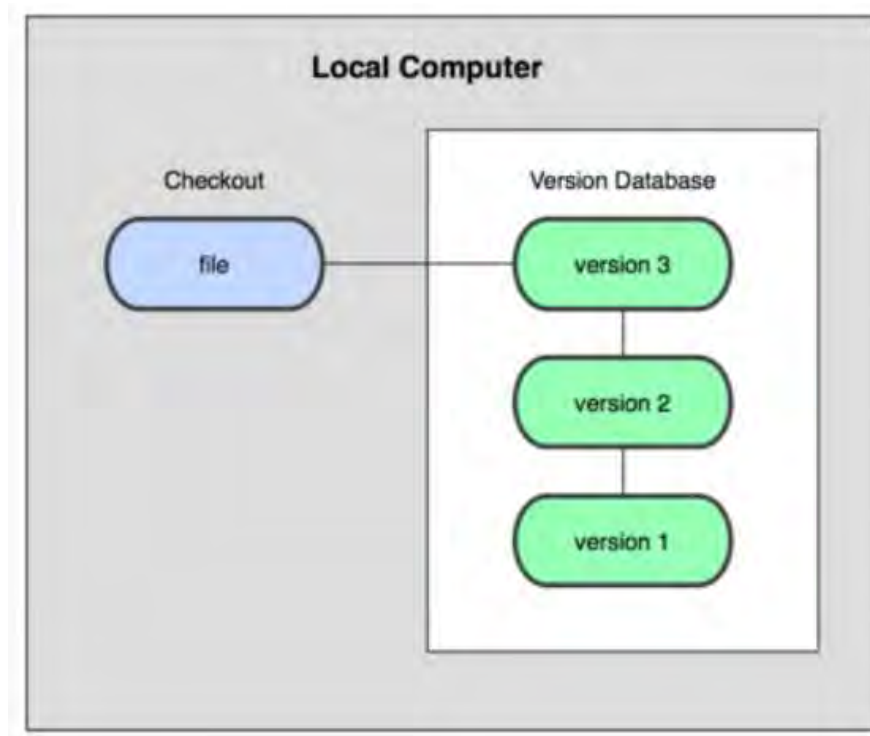 Local Computer
Checkout
Version Database
file
version 3
version 2
version 1